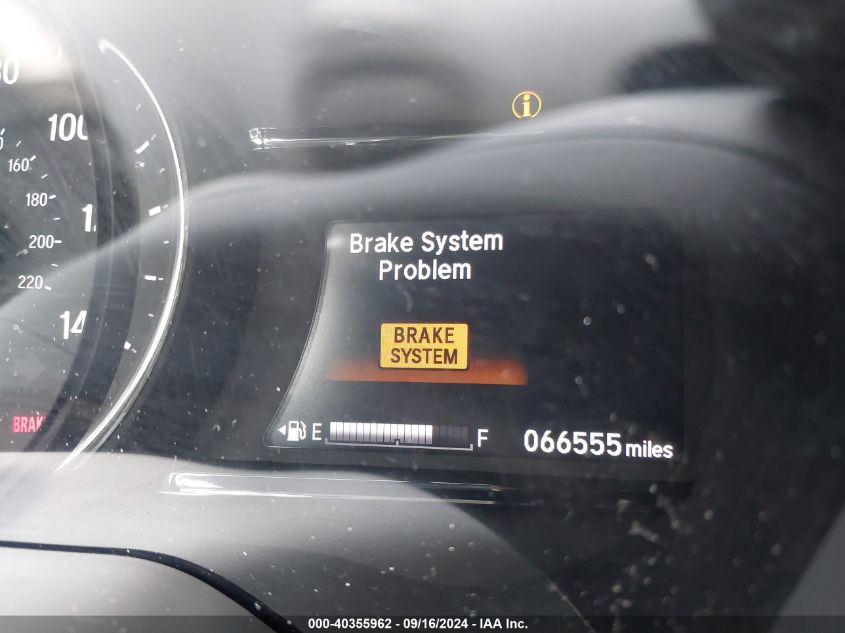 100
160
180
200
220
14
Brake System
Problem
BRAKE
SYSTEM
E
F
066555 miles
000-40355962 - 09/16/2024 - IAA Inc.